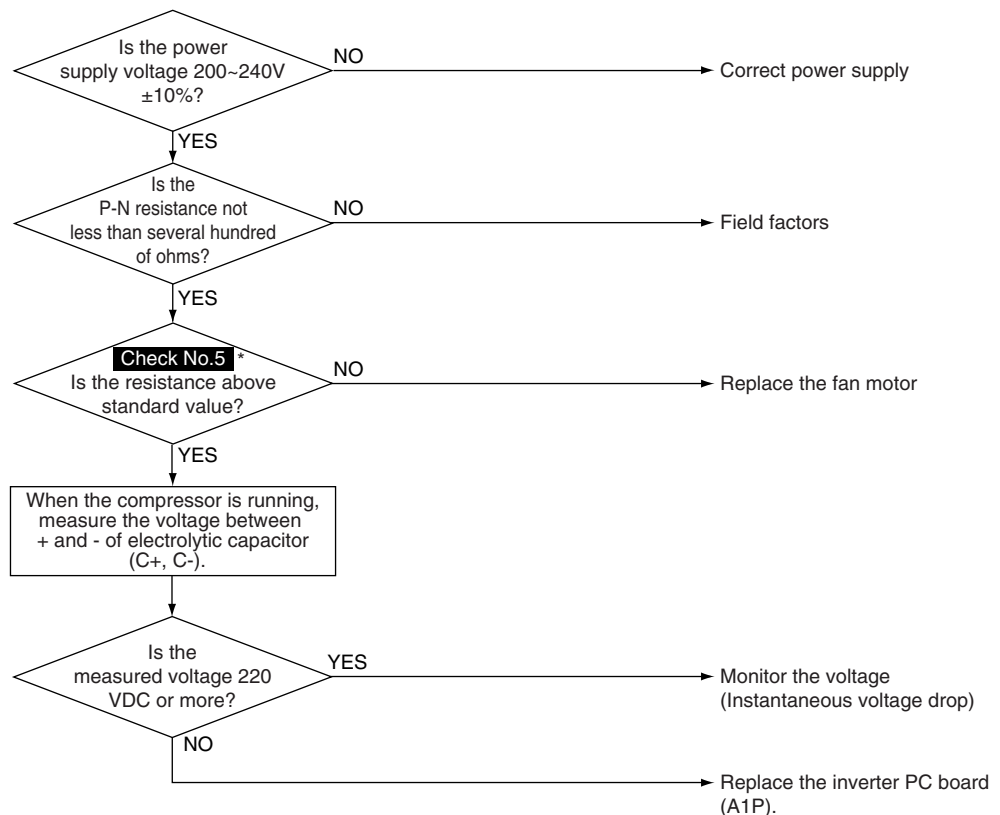 Is the power
supply voltage 200~240V
±10%?
NO
Correct power supply
YES
Is the
P-N resistance not
less than several hundred
of ohms?
NO
Field factors
YES
Check No.5 *
Is the resistance above
standard value?
NO
Replace the fan motor
YES
When the compressor is running,
measure the voltage between
+ and - of electrolytic capacitor
(C+, C-).
Is the
measured voltage 220
VDC or more?
YES
Monitor the voltage
(Instantaneous voltage drop)
NO
Replace the inverter PC board
(A1P).